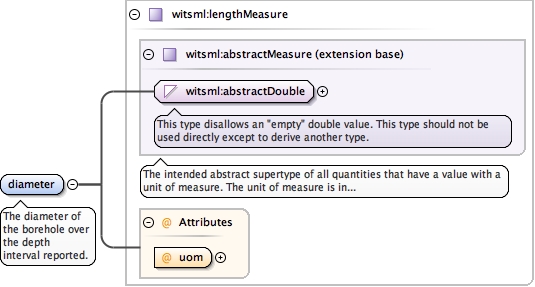 witsml:lengthMeasure
witsml:abstractMeasure (extension base)
witsml:abstractDouble
This type disallows an "empty" double value. This type should not be
used directly except to derive another type.
The intended abstract supertype of all quantities that have a value with a
unit of measure. The unit of measure is in...
diameter
The diameter of
the borehole over
the depth
interval reported.
@ Attributes
@ uom